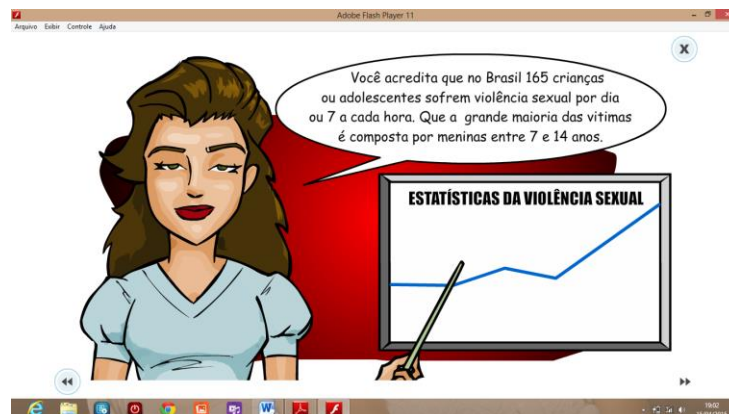 Adobe Flash Player 11
Arquivo Exibir Controle Ajuda
Você acredita que no Brasil 165 crianças
ou adolescentes sofrem violência sexual por dia
ou 7 a cada hora. Que a grande maioria das vitimas
é composta por meninas entre 7 e 14 anos.
ESTATÍSTICAS DA VIOLÊNCIA SEXUAL
19:02